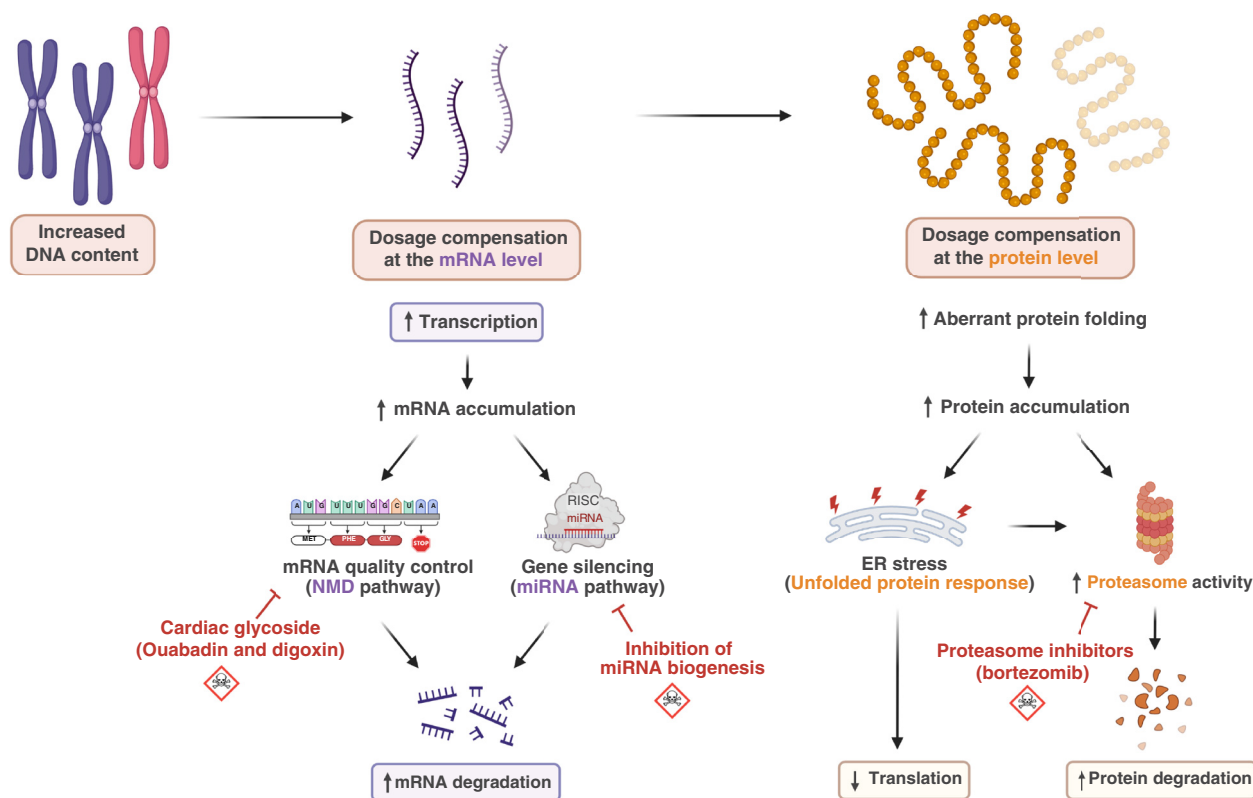 Increased
DNA content
Dosage compensation
at the mRNA level
Dosage compensation
at the protein level
↑ Transcription
↑ mRNA accumulation
A U G U U U G G C U A A
MET PHE GLY STOP
mRNA quality control
(NMD pathway)
RISC
miRNA
Gene silencing
(miRNA pathway)
Cardiac glycoside
(Ouabadin and digoxin)
Inhibition of
miRNA biogenesis
↑ mRNA degradation
↑ Aberrant protein folding
↑ Protein accumulation
ER stress
(Unfolded protein response)
↑ Proteasome activity
Proteasome inhibitors
(bortezomib)
↓ Translation
↑ Protein degradation